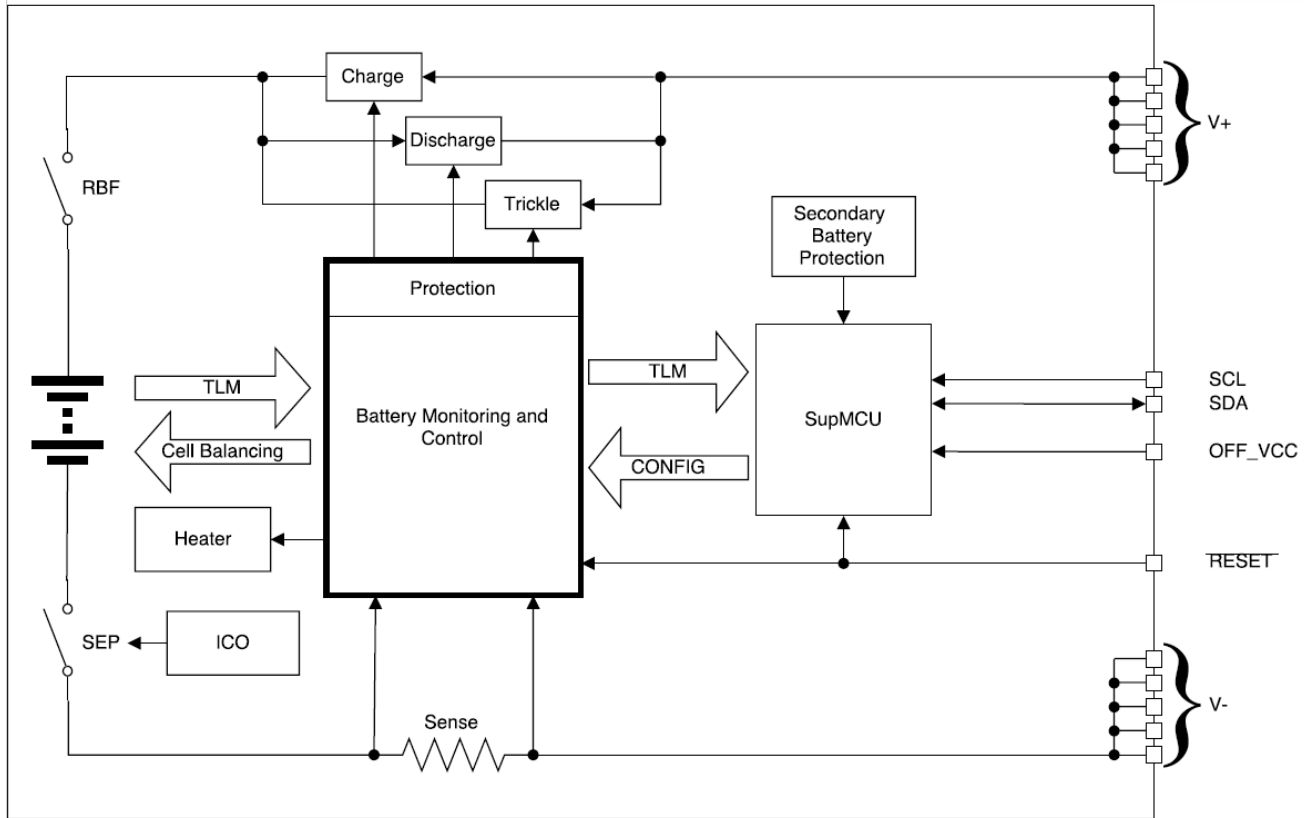 Charge
V+
Discharge
RBF
Trickle
Secondary
Battery
Protection
Protection
TLM
TLM
SCL
SDA
Battery Monitoring and
Control
SupMCU
Cell Balancing
OFF_VCC
CONFIG
Heater
RESET
SEP
ICO
Sense
V-